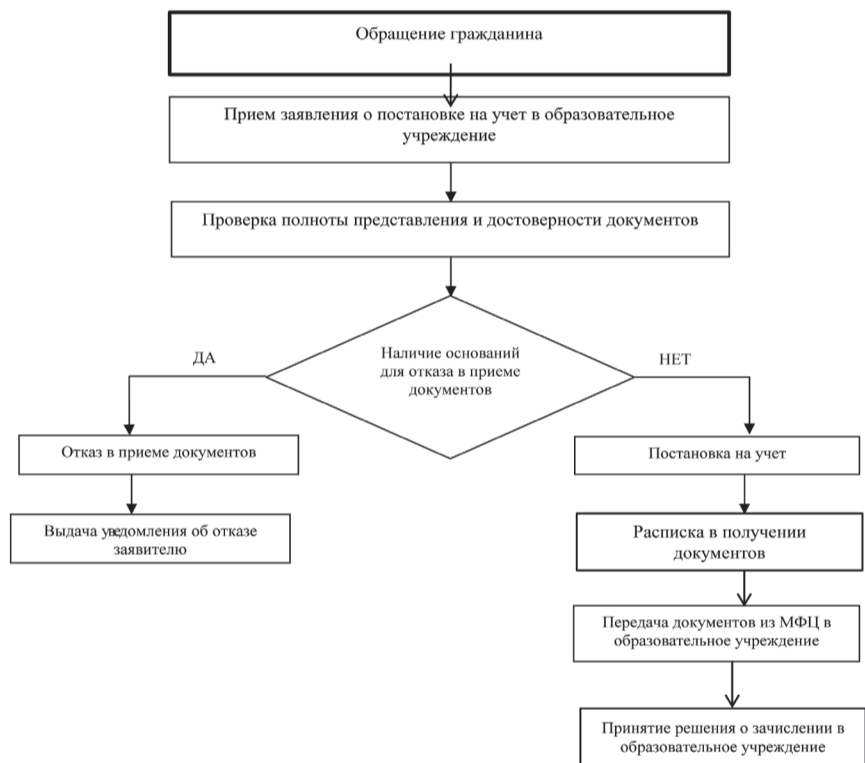 Обращение гражданина
Прием заявления о постановке на учет в образовательное
учреждение
Проверка полноты представления и достоверности документов
Наличие оснований
для отказа в приеме
документов
ДА
НЕТ
Отказ в приеме документов
Выдача уведомления об отказе
заявителю
Постановка на учет
Расписка в получении
документов
Передача документов из МФЦ в
образовательное учреждение
Принятие решения о зачислении в
образовательное учреждение